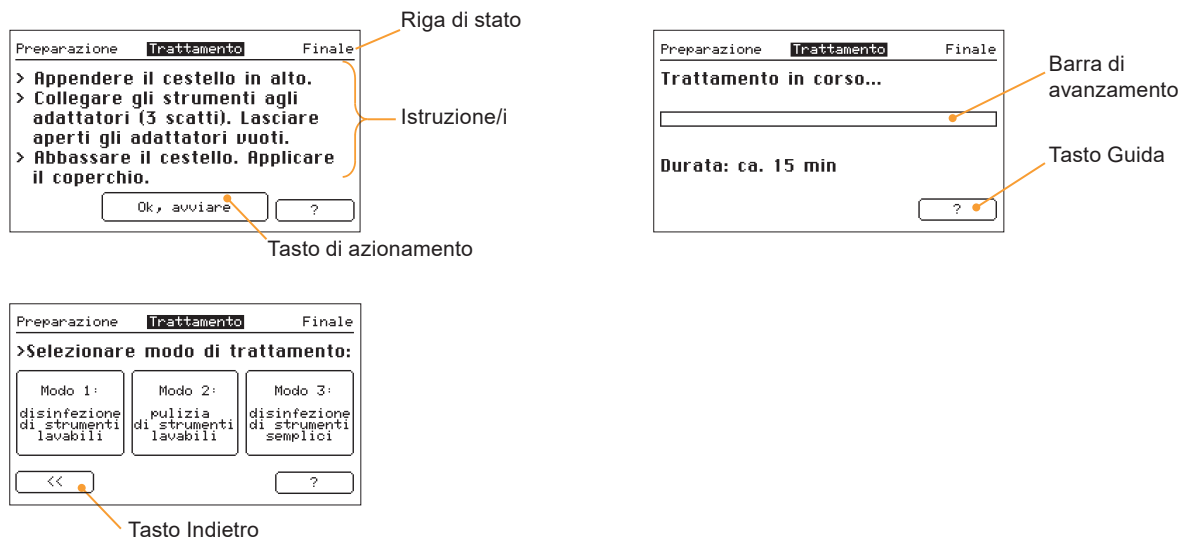 Riga di stato
Preparazione Trattamento Finale
> Appendere il cestello in alto.
> Collegare gli strumenti agli
adattatori (3 scatti). Lasciare
aperti gli adattatori vuoti.
> Abbassare il cestello. Applicare
il coperchio.
Ok, avviare ?
Istruzione/i
Tasto di azionamento
Preparazione Trattamento Finale
Trattamento in corso...
Durata: ca. 15 min
?
Barra di
avanzamento
Tasto Guida
Preparazione Trattamento Finale
>Selezionare modo di trattamento:
Modo 1:
disinfezione
di strumenti
lavabili
Modo 2:
pulizia
di strumenti
lavabili
Modo 3:
disinfezione
di strumenti
semplici
<< ?
Tasto Indietro